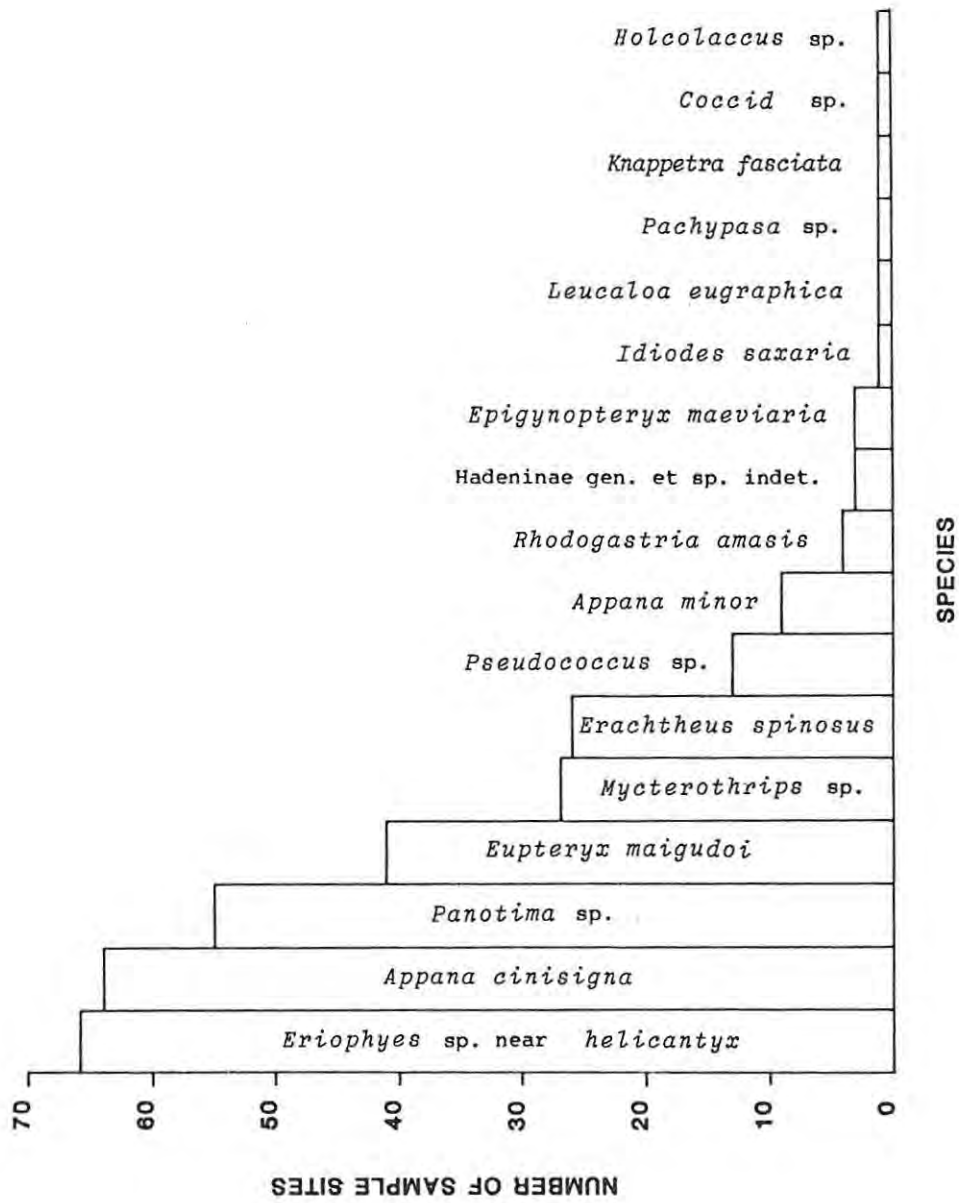 Holcolaccus sp.
Coccid sp.
Knappetra fasciata
Pachypasa sp.
Leucaloa eugraphica
Idiodes saxaria
Epigynopteryx maeviaria
Hadeninae gen. et sp. indet.
Rhodogastria amasis
Appana minor
Pseudococcus sp.
Erachtheus spinosus
Mycterothrips sp.
Eupteryx maigudoi
Panotima sp.
Appana cinisigna
Eriophyes sp. near helicantyx
70
60
50
40
30
20
10
0
NUMBER OF SAMPLE SITES
SPECIES